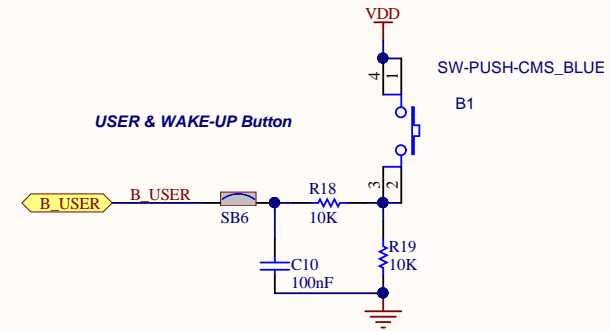 VDD
4
1
SW-PUSH-CMS_BLUE
B1
USER & WAKE-UP Button
3
2
B_USER
B_USER
SB6
R18
10K
R19
10K
C10
100nF